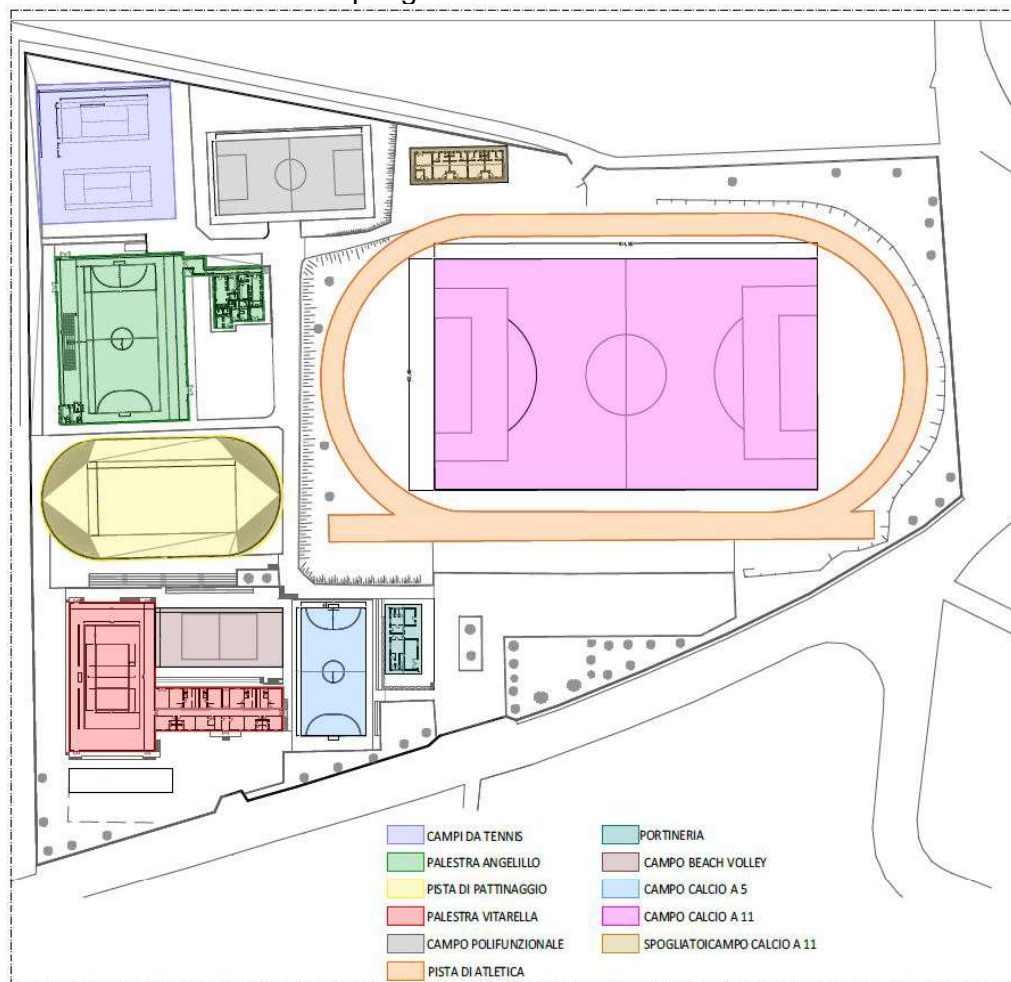 CAMPI DA TENNIS
PALESTRA ANGELILLO
PISTA DI PATTINAGGIO
PALESTRA VITARELLA
CAMPO POLIFUNZIONALE
PISTA DI ATLETICA
PORTINERIA
CAMPO BEACH VOLLEY
CAMPO CALCIO A 5
CAMPO CALCIO A 11
SPOGLIATOICAMPO CALCIO A 11